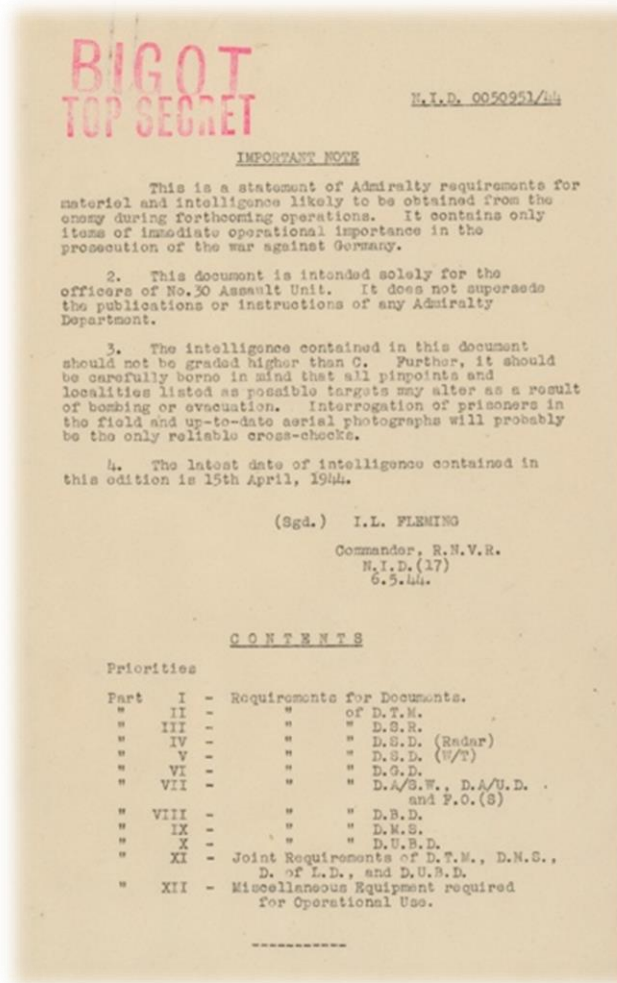 BIGOT
TOP SECRET
N.I.D. 0050951/44
IMPORTANT NOTE
This is a statement of Admiralty requirements for
materiel and intelligence likely to be obtained from the
enemy during forthcoming operations. It contains only
items of immediate operational importance in the
prosecution of the war against Germany.
2. This document is intended solely for the
officers of No.30 Assault Unit. It does not supersede
the publications or instructions of any Admiralty
Department.
3. The intelligence contained in this document
should not be graded higher than C. Further, it should
be carefully borne in mind that all pinpoints and
localities listed as possible targets may alter as a result
of bombing or evacuation. Interrogation of prisoners in
the field and up-to-date aerial photographs will probably
be the only reliable cross-checks.
4. The latest date of intelligence contained in
this edition is 15th April, 1944.
(Sgd.) I.L. FLEMING
Commander, R.N.V.R.
N.I.D.(17)
6.5.44.
CONTENTS
Priorities
Part I - Requirements for Documents.
" II - " of D.T.M.
" III - " " D.S.R.
" IV - " " D.S.D. (Radar)
" V - " " D.S.D. (W/T)
" VI - " " D.G.D.
" VII - " " D.A/S.W., D.A/U.D.
and F.O.(S)
" VIII - " " D.B.D.
" IX - " " D.M.S.
" X - " " D.U.B.D.
" XI - Joint Requirements of D.T.M., D.N.S.,
D. of L.D., and D.U.B.D.
" XII - Miscellaneous Equipment required
for Operational Use.